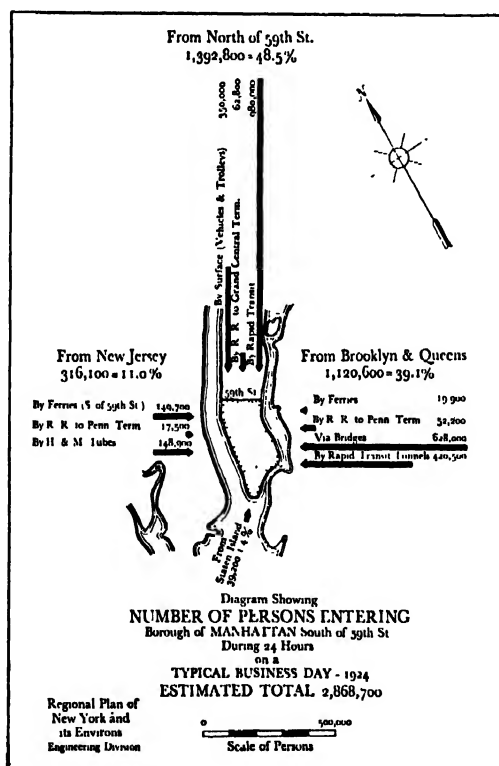 From North of 59th St.
1,392,800 = 48.5%
350,000
62,800
980,000
By Surface (Vehicles & Trolleys)
By R R to Grand Central Term.
By Rapid Transit
N
From New Jersey
316,100 = 11.0%
By Ferries (S of 59th St) 149,700
By R R to Penn Term 17,500
By H & M Tubes 148,900
59th St
From Brooklyn & Queens
1,120,600 = 39.1%
By Ferries 19 900
By R R to Penn Term 52,200
Via Bridges 628,000
By Rapid Transit Tunnels 420,500
From
Staten Island
39,200 1.4%
Diagram Showing
NUMBER OF PERSONS ENTERING
Borough of MANHATTAN South of 59th St
During 24 Hours
on a
TYPICAL BUSINESS DAY - 1924
ESTIMATED TOTAL 2,868,700
Regional Plan of
New York and
its Environs
Engineering Division
0 500,000
Scale of Persons